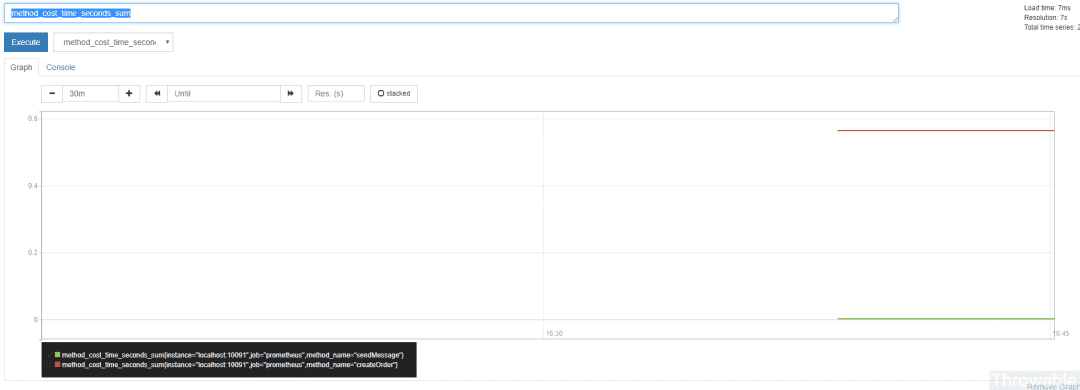 method_cost_time_seconds_sum
Load time: 7ms
Resolution: 7s
Total time series: 2
Execute
method_cost_time_secon
Graph
Console
30m
Until
Res. (s)
stacked
0.6
0.4
0.2
0
16:30
16:45
method_cost_time_seconds_sum{instance="localhost:10091",job="prometheus",method_name="sendMessage"}
method_cost_time_seconds_sum{instance="localhost:10091",job="prometheus",method_name="createOrder"}
Throwable
Remove Graph